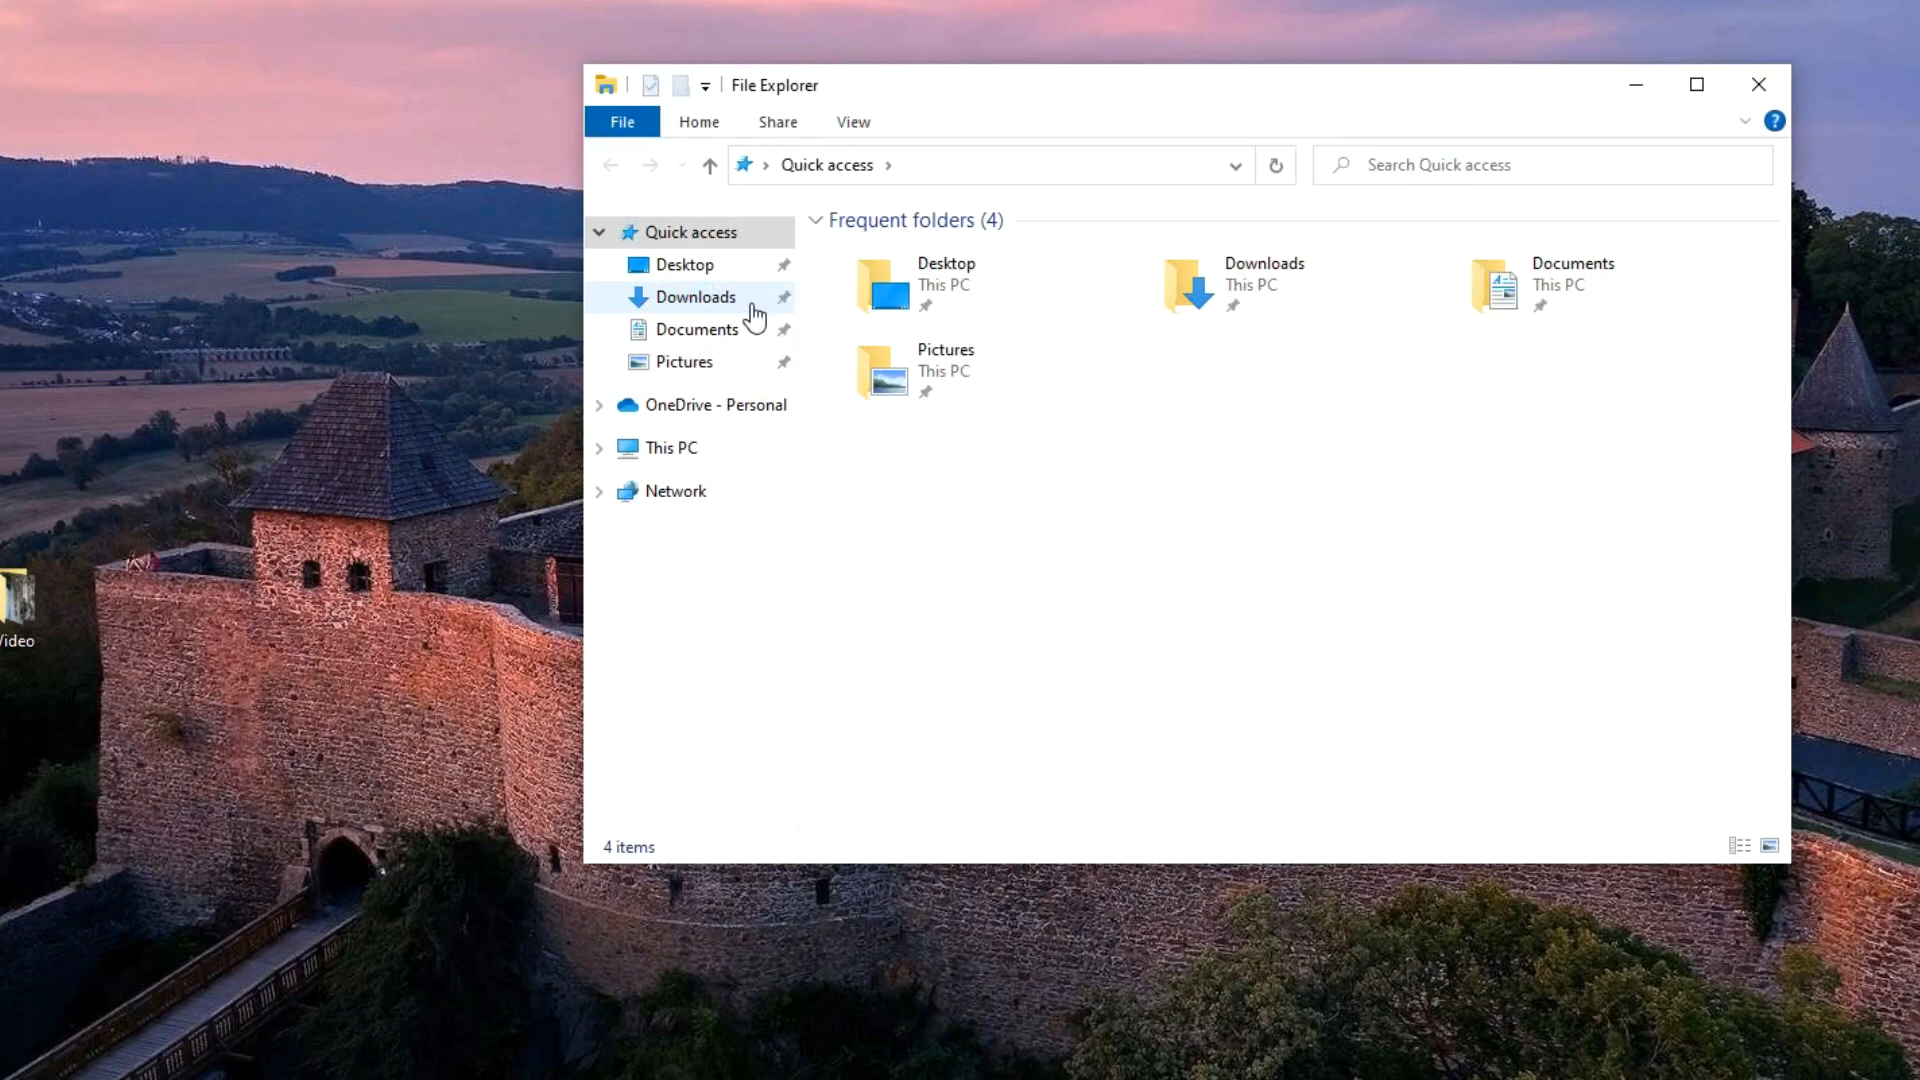 File Explorer
File Home Share View
?
Quick access
Search Quick access
Quick access
Desktop
Downloads
Documents
Pictures
OneDrive - Personal
This PC
Network
Frequent folders (4)
Desktop
This PC
Downloads
This PC
Documents
This PC
Pictures
This PC
4 items